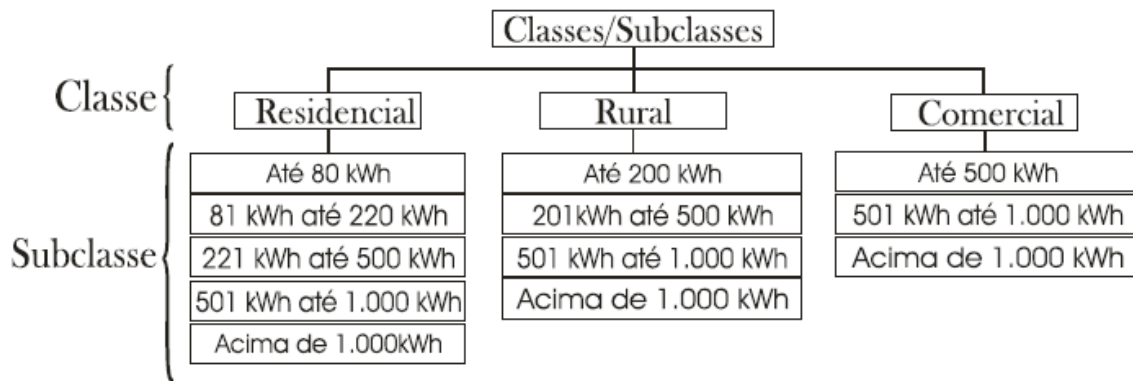 Classes/Subclasses
Classe
Residencial
Rural
Comercial
Subclasse
Até 80 kWh
81 kWh até 220 kWh
221 kWh até 500 kWh
501 kWh até 1.000 kWh
Acima de 1.000kWh
Até 200 kWh
201kWh até 500 kWh
501 kWh até 1.000 kWh
Acima de 1.000 kWh
Até 500 kWh
501 kWh até 1.000 kWh
Acima de 1.000 kWh